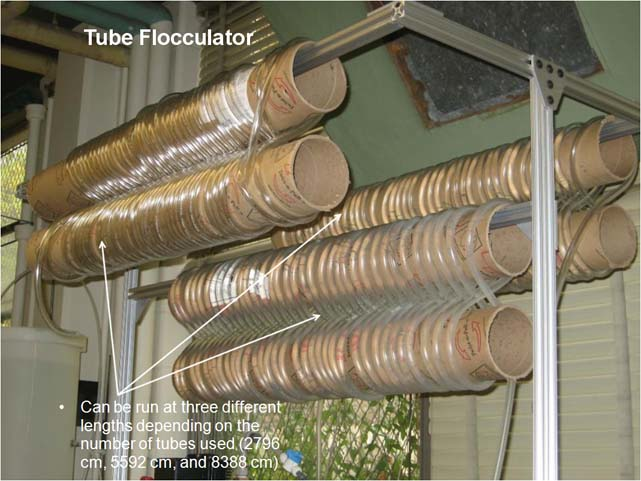 Tube Flocculator
• Can be run at three different
lengths depending on the
number of tubes used (2796
cm, 5592 cm, and 8388 cm)